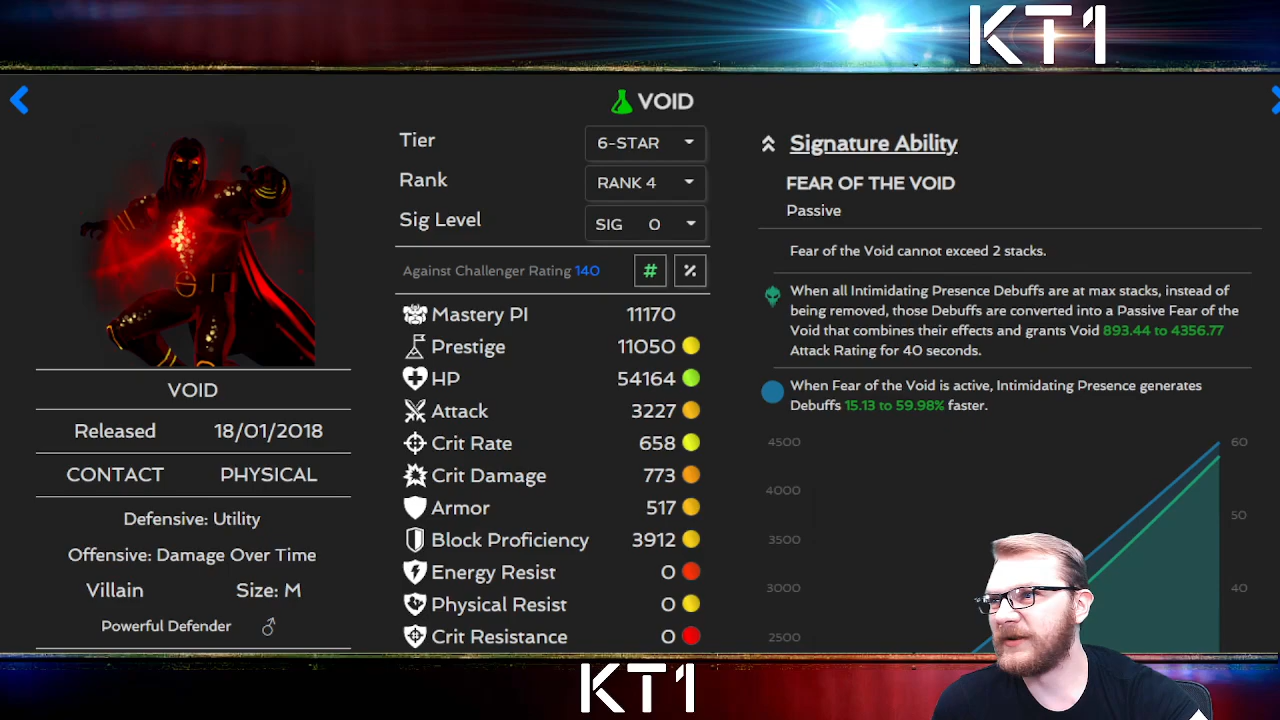 KT1
VOID
Tier
6-STAR
Rank
RANK 4
Sig Level
SIG 0
Against Challenger Rating 140
#
%
Mastery PI 11170
Prestige 11050
HP 54164
Attack 3227
Crit Rate 658
Crit Damage 773
Armor 517
Block Proficiency 3912
Energy Resist 0
Physical Resist 0
Crit Resistance 0
VOID
Released 18/01/2018
CONTACT PHYSICAL
Defensive: Utility
Offensive: Damage Over Time
Villain Size: M
Powerful Defender
Signature Ability
FEAR OF THE VOID
Passive
Fear of the Void cannot exceed 2 stacks.
When all Intimidating Presence Debuffs are at max stacks, instead of
being removed, those Debuffs are converted into a Passive Fear of the
Void that combines their effects and grants Void 893.44 to 4356.77
Attack Rating for 40 seconds.
When Fear of the Void is active, Intimidating Presence generates
Debuffs 15.13 to 59.98% faster.
4500 60
4000
50
3500
3000 40
2500
KT1